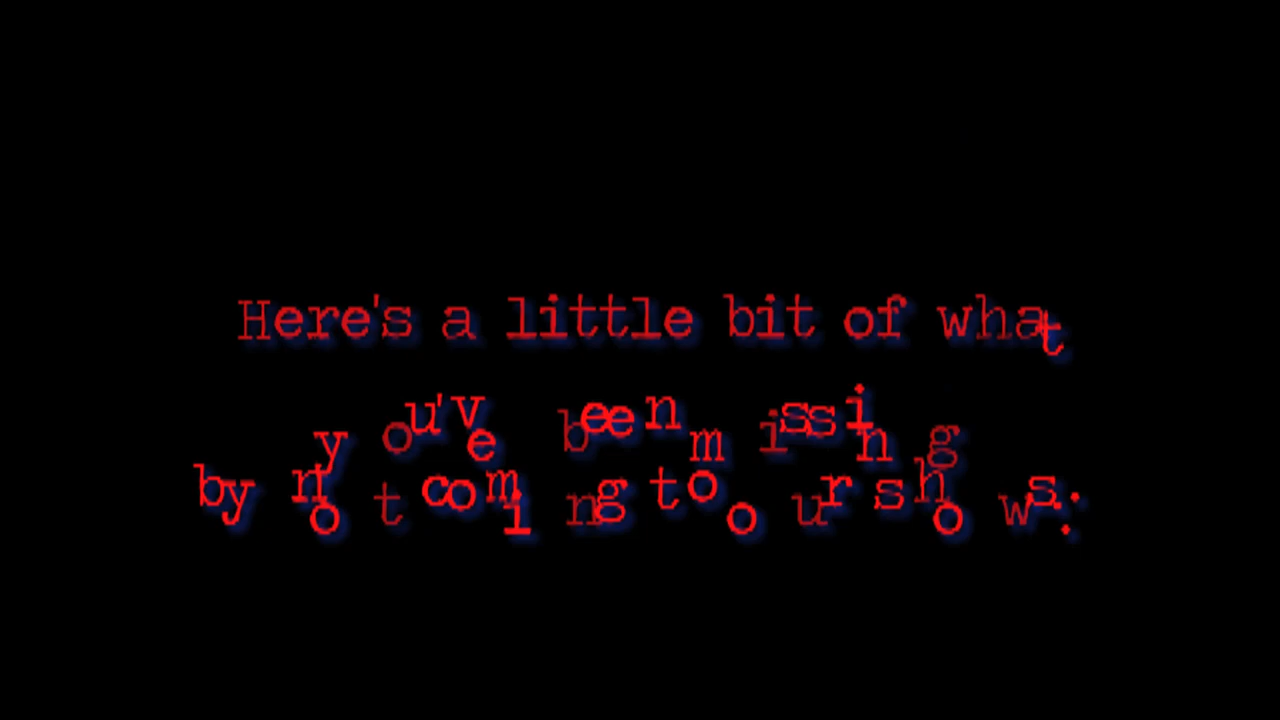 Here's a little bit of what
you've been missing
by not coming to our shows...